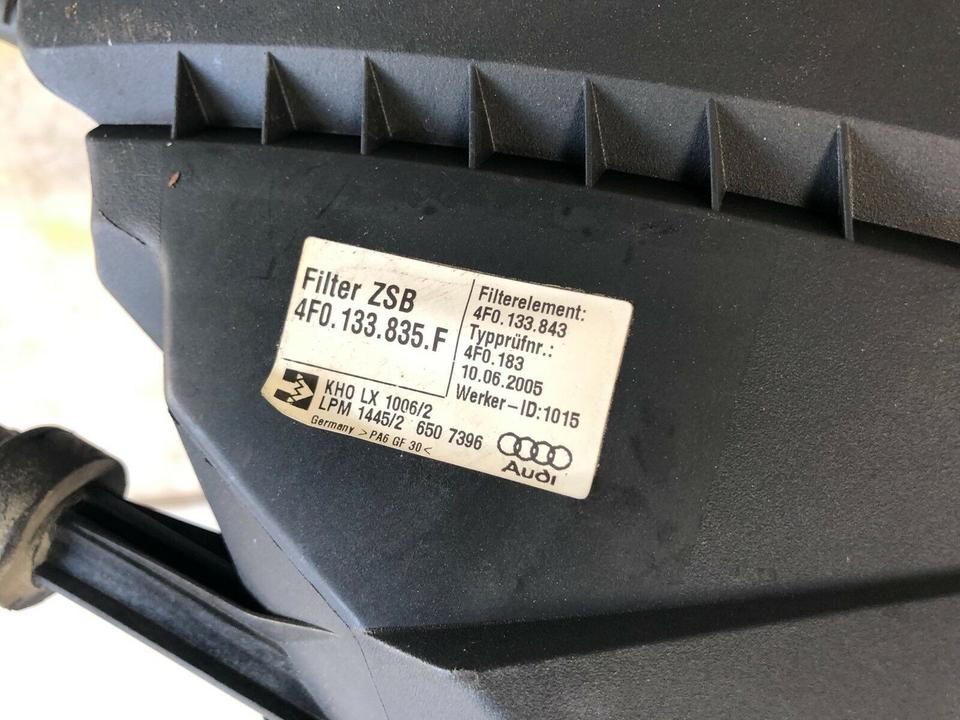 Filter ZSB
4F0.133.835.F
Filterelement:
4F0.133.843
Typprüfnr.:
4F0.183
10.06.2005
Werker-ID:1015
KHO LX 1006/2
LPM 1445/2 650 7396
Germany >PA6 GF 30<
Audi